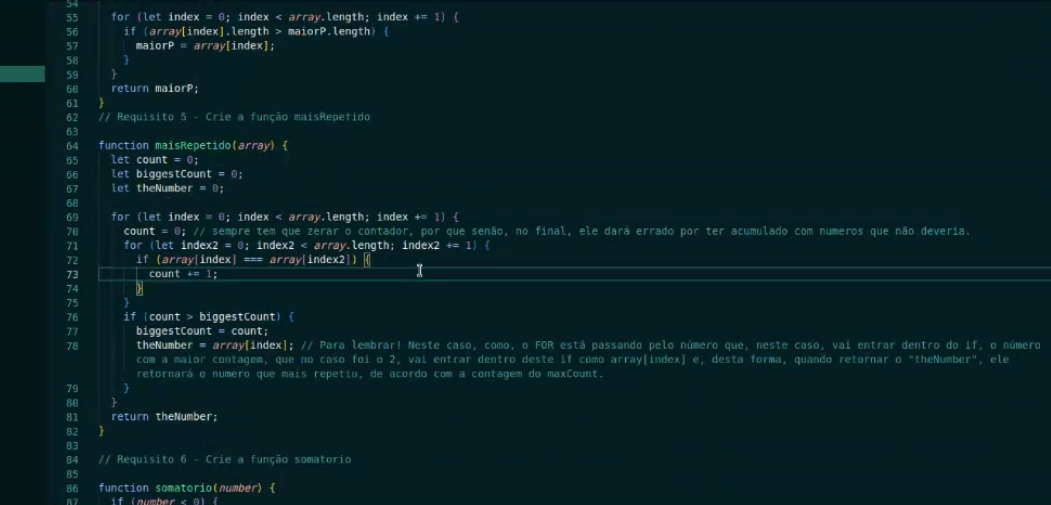 54
55 for (let index = 0; index < array.length; index += 1) {
56 if (array[index].length > maiorP.length) {
57 maiorP = array[index];
58 }
59 }
60 return maiorP;
61 }
62 // Requisito 5 - Crie a função maisRepetido
63
64 function maisRepetido(array) {
65 let count = 0;
66 let biggestCount = 0;
67 let theNumber = 0;
68
69 for (let index = 0; index < array.length; index += 1) {
70 count = 0; // sempre tem que zerar o contador, por que senão, no final, ele dará errado por ter acumulado com numeros que não deveria.
71 for (let index2 = 0; index2 < array.length; index2 += 1) {
72 if (array[index] === array[index2]) {
73 count += 1;
74 }
75 }
76 if (count > biggestCount) {
77 biggestCount = count;
78 theNumber = array[index]; // Para lembrar! Neste caso, como, o FOR está passando pelo número que, neste caso, vai entrar dentro do if, o número
com a maior contagem, que no caso foi o 2, vai entrar dentro deste if como array[index] e, desta forma, quando retornar o "theNumber", ele
retornará o numero que mais repetiu, de acordo com a contagem do maxCount.
79 }
80 }
81 return theNumber;
82 }
83
84 // Requisito 6 - Crie a função somatorio
85
86 function somatorio(number) {
87 if (number < 0) {